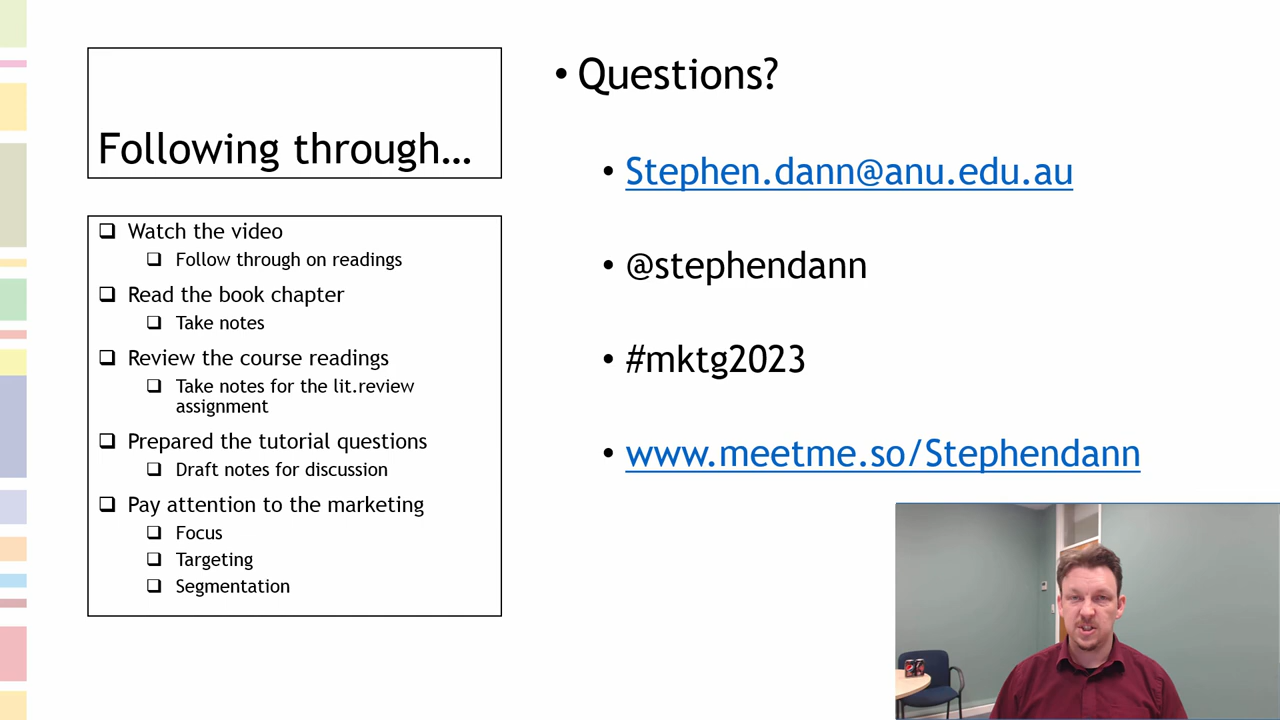 Following through...
❑ Watch the video
❑ Follow through on readings
❑ Read the book chapter
❑ Take notes
❑ Review the course readings
❑ Take notes for the lit.review
assignment
❑ Prepared the tutorial questions
❑ Draft notes for discussion
❑ Pay attention to the marketing
❑ Focus
❑ Targeting
❑ Segmentation
• Questions?
• Stephen.dann@anu.edu.au
• @stephendann
• #mktg2023
• www.meetme.so/Stephendann